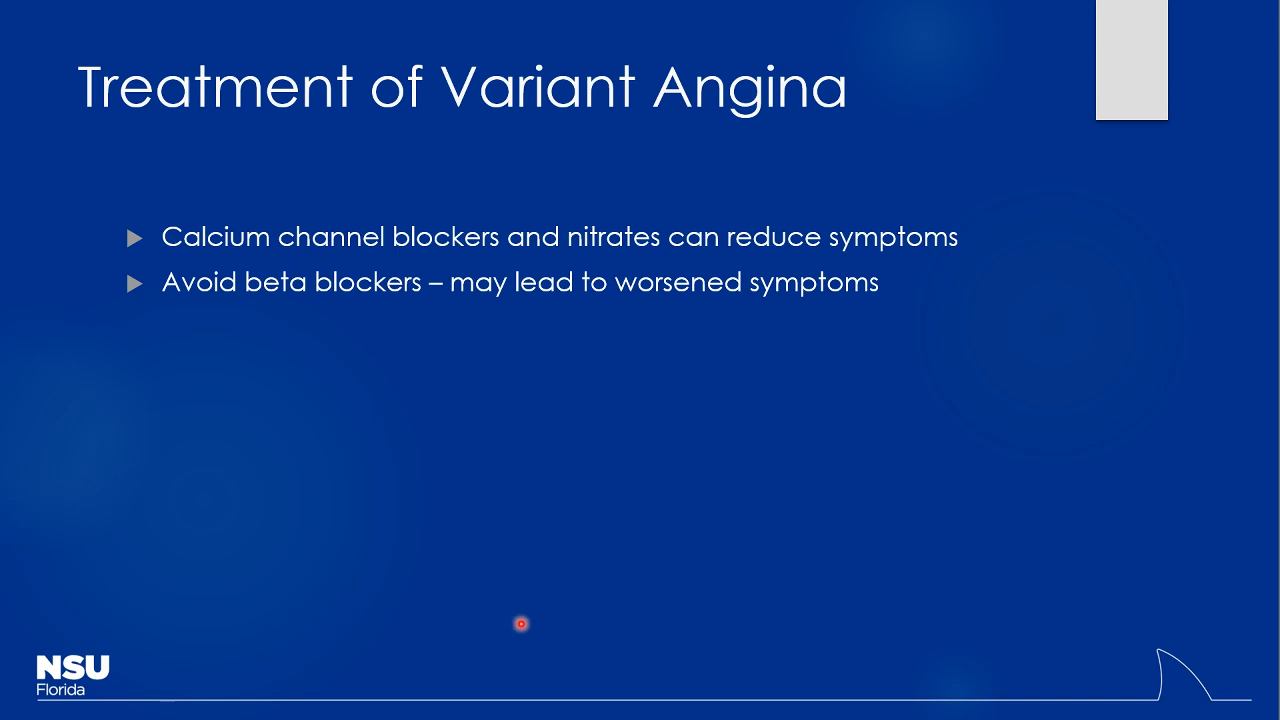 Treatment of Variant Angina
Calcium channel blockers and nitrates can reduce symptoms
Avoid beta blockers – may lead to worsened symptoms
NSU
Florida